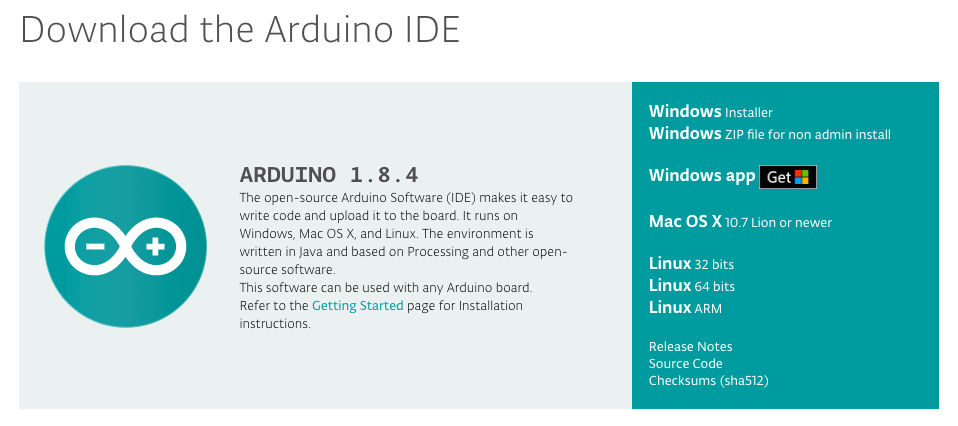 Download the Arduino IDE
ARDUINO 1.8.4
The open-source Arduino Software (IDE) makes it easy to
write code and upload it to the board. It runs on
Windows, Mac OS X, and Linux. The environment is
written in Java and based on Processing and other open-
source software.
This software can be used with any Arduino board.
Refer to the Getting Started page for Installation
instructions.
Windows Installer
Windows ZIP file for non admin install
Windows app Get
Mac OS X 10.7 Lion or newer
Linux 32 bits
Linux 64 bits
Linux ARM
Release Notes
Source Code
Checksums (sha512)